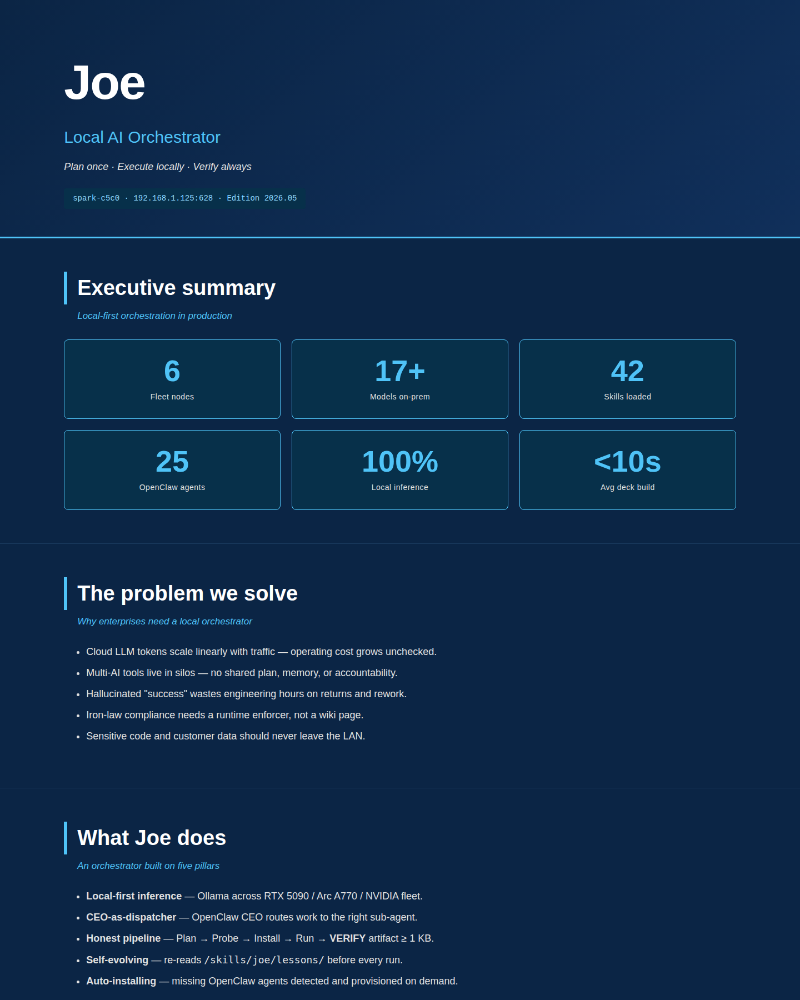 Joe
Local AI Orchestrator
Plan once · Execute locally · Verify always
spark-c5c0 · 192.168.1.125:628 · Edition 2026.05
Executive summary
Local-first orchestration in production
6
Fleet nodes
17+
Models on-prem
42
Skills loaded
25
OpenClaw agents
100%
Local inference
<10s
Avg deck build
The problem we solve
Why enterprises need a local orchestrator
• Cloud LLM tokens scale linearly with traffic — operating cost grows unchecked.
• Multi-AI tools live in silos — no shared plan, memory, or accountability.
• Hallucinated "success" wastes engineering hours on returns and rework.
• Iron-law compliance needs a runtime enforcer, not a wiki page.
• Sensitive code and customer data should never leave the LAN.
What Joe does
An orchestrator built on five pillars
• Local-first inference — Ollama across RTX 5090 / Arc A770 / NVIDIA fleet.
• CEO-as-dispatcher — OpenClaw CEO routes work to the right sub-agent.
• Honest pipeline — Plan → Probe → Install → Run → VERIFY artifact ≥ 1 KB.
• Self-evolving — re-reads /skills/joe/lessons/ before every run.
• Auto-installing — missing OpenClaw agents detected and provisioned on demand.